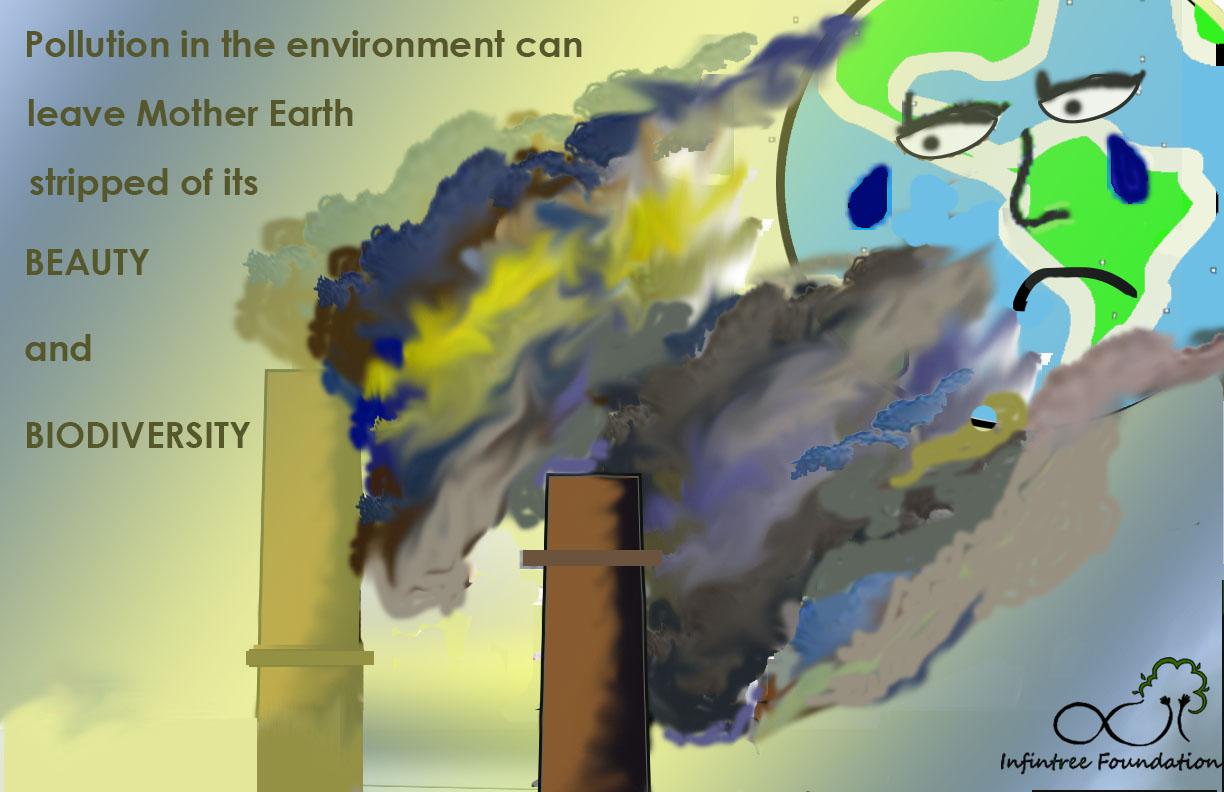 Pollution in the environment can
leave Mother Earth
stripped of its
BEAUTY
and
BIODIVERSITY
Infintree Foundation